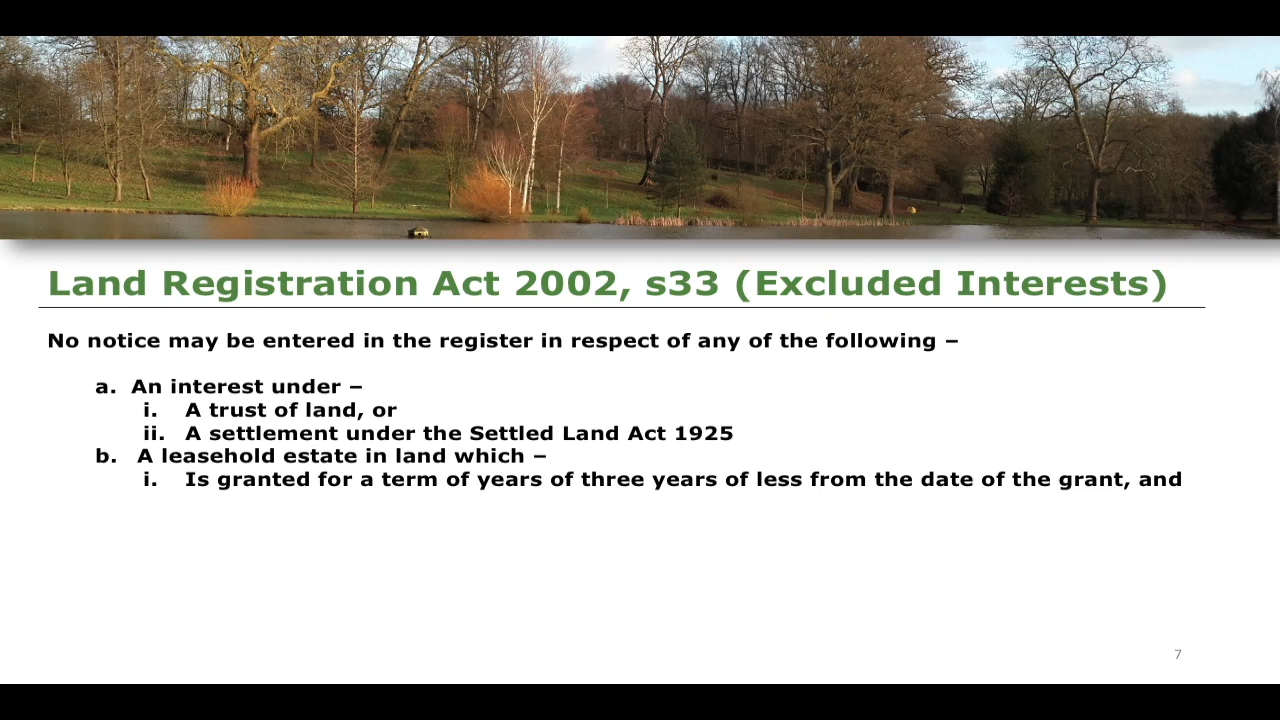 Land Registration Act 2002, s33 (Excluded Interests)
No notice may be entered in the register in respect of any of the following –
a. An interest under –
i. A trust of land, or
ii. A settlement under the Settled Land Act 1925
b. A leasehold estate in land which –
i. Is granted for a term of years of three years of less from the date of the grant, and
7